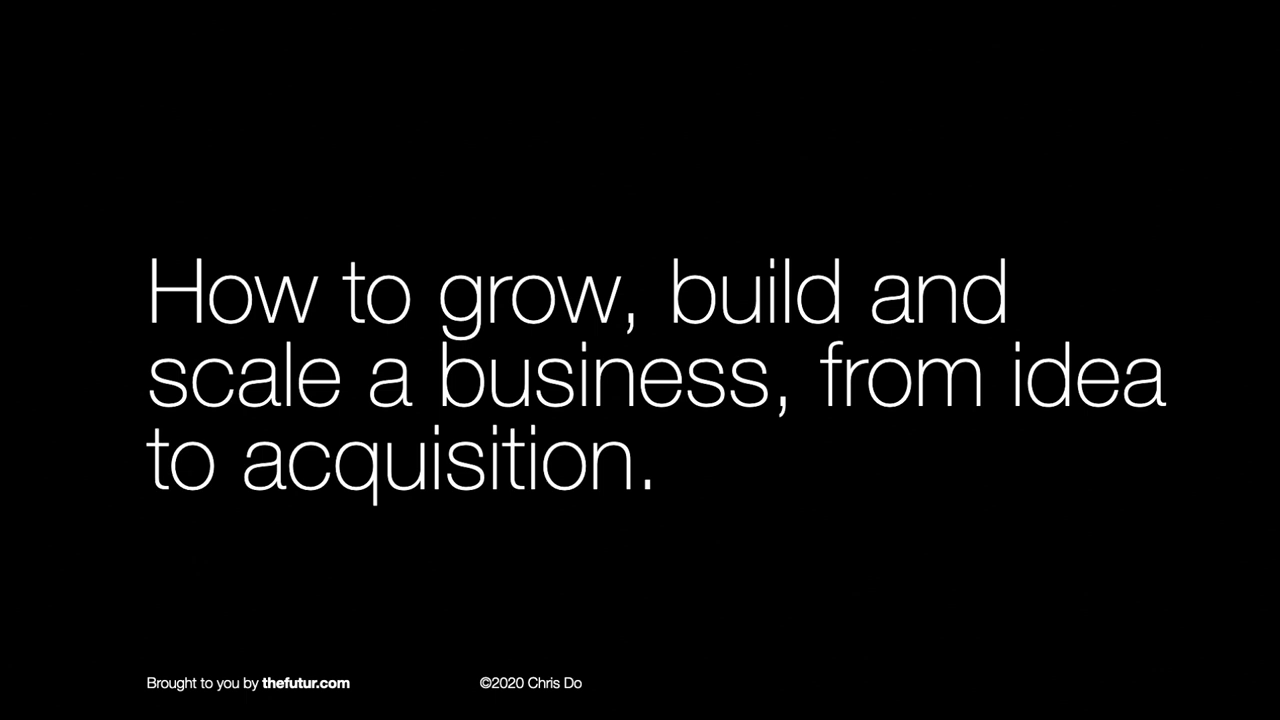 How to grow, build and
scale a business, from idea
to acquisition.
Brought to you by thefutur.com
©2020 Chris Do